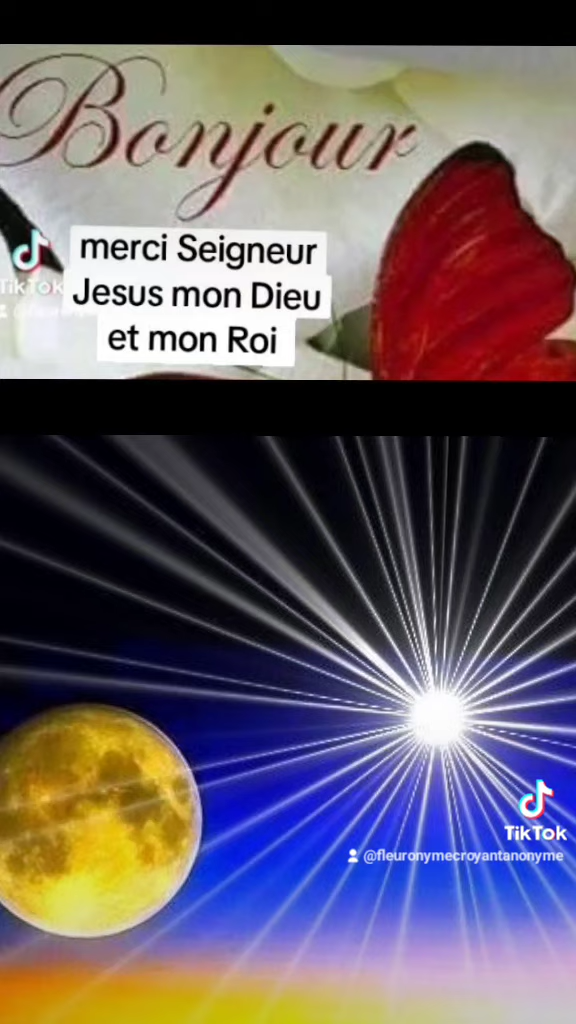 Bonjour
TikTok
merci Seigneur
Jesus mon Dieu
et mon Roi
TikTok
@fleuronymecroyantanonyme